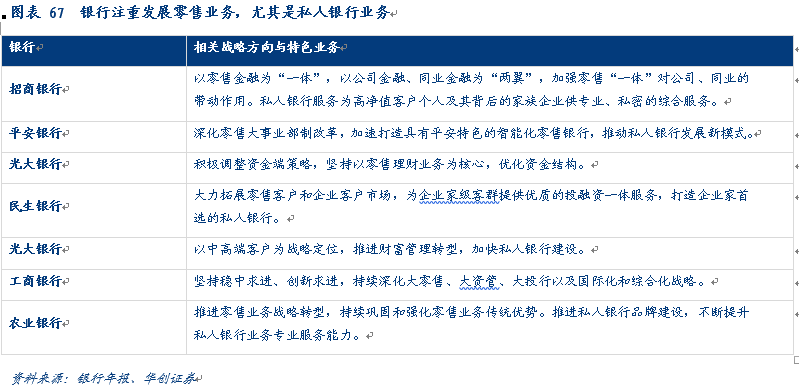 图表 67 银行注重发展零售业务，尤其是私人银行业务
银行 相关战略方向与特色业务
招商银行
以零售金融为“一体”，以公司金融、同业金融为“两翼”，加强零售“一体”对公司、同业的
带动作用。私人银行服务为高净值客户个人及其背后的家族企业供专业、私密的综合服务。
平安银行 深化零售大事业部制改革，加速打造具有平安特色的智能化零售银行，推动私人银行发展新模式。
光大银行 积极调整资金端策略，坚持以零售理财业务为核心，优化资金结构。
民生银行
大力拓展零售客户和企业客户市场，为企业家级客群提供优质的投融资一体服务，打造企业家首
选的私人银行。
光大银行 以中高端客户为战略定位，推进财富管理转型，加快私人银行建设。
工商银行 坚持稳中求进、创新求进，持续深化大零售、大资管、大投行以及国际化和综合化战略。
农业银行
推进零售业务战略转型，持续巩固和强化零售业务传统优势。推进私人银行品牌建设，不断提升
私人银行业务专业服务能力。
资料来源：银行年报、华创证券